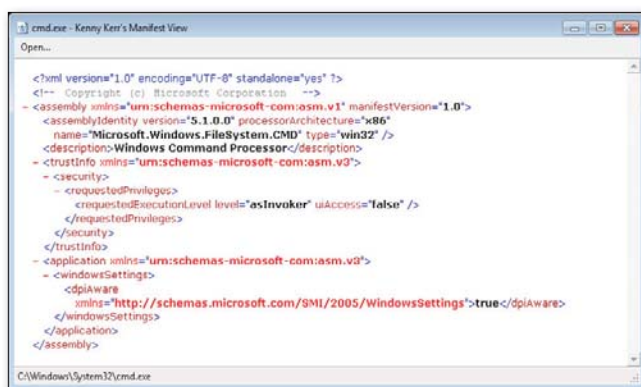 cmd.exe - Kenny Kerr's Manifest View
Open...
<?xml version="1.0" encoding="UTF-8" standalone="yes" ?>
<!-- Copyright (c) Microsoft Corporation -->
- <assembly xmlns="urn:schemas-microsoft-com:asm.v1" manifestVersion="1.0">
<assemblyIdentity version="5.1.0.0" processorArchitecture="x86"
name="Microsoft.Windows.FileSystem.CMD" type="win32" />
<description>Windows Command Processor</description>
- <trustInfo xmlns="urn:schemas-microsoft-com:asm.v3">
- <security>
- <requestedPrivileges>
<requestedExecutionLevel level="asInvoker" uiAccess="false" />
</requestedPrivileges>
</security>
</trustInfo>
- <application xmlns="urn:schemas-microsoft-com:asm.v3">
- <windowsSettings>
<dpiAware
xmlns="http://schemas.microsoft.com/SMI/2005/WindowsSettings">true</dpiAware>
</windowsSettings>
</application>
</assembly>
C:\Windows\System32\cmd.exe